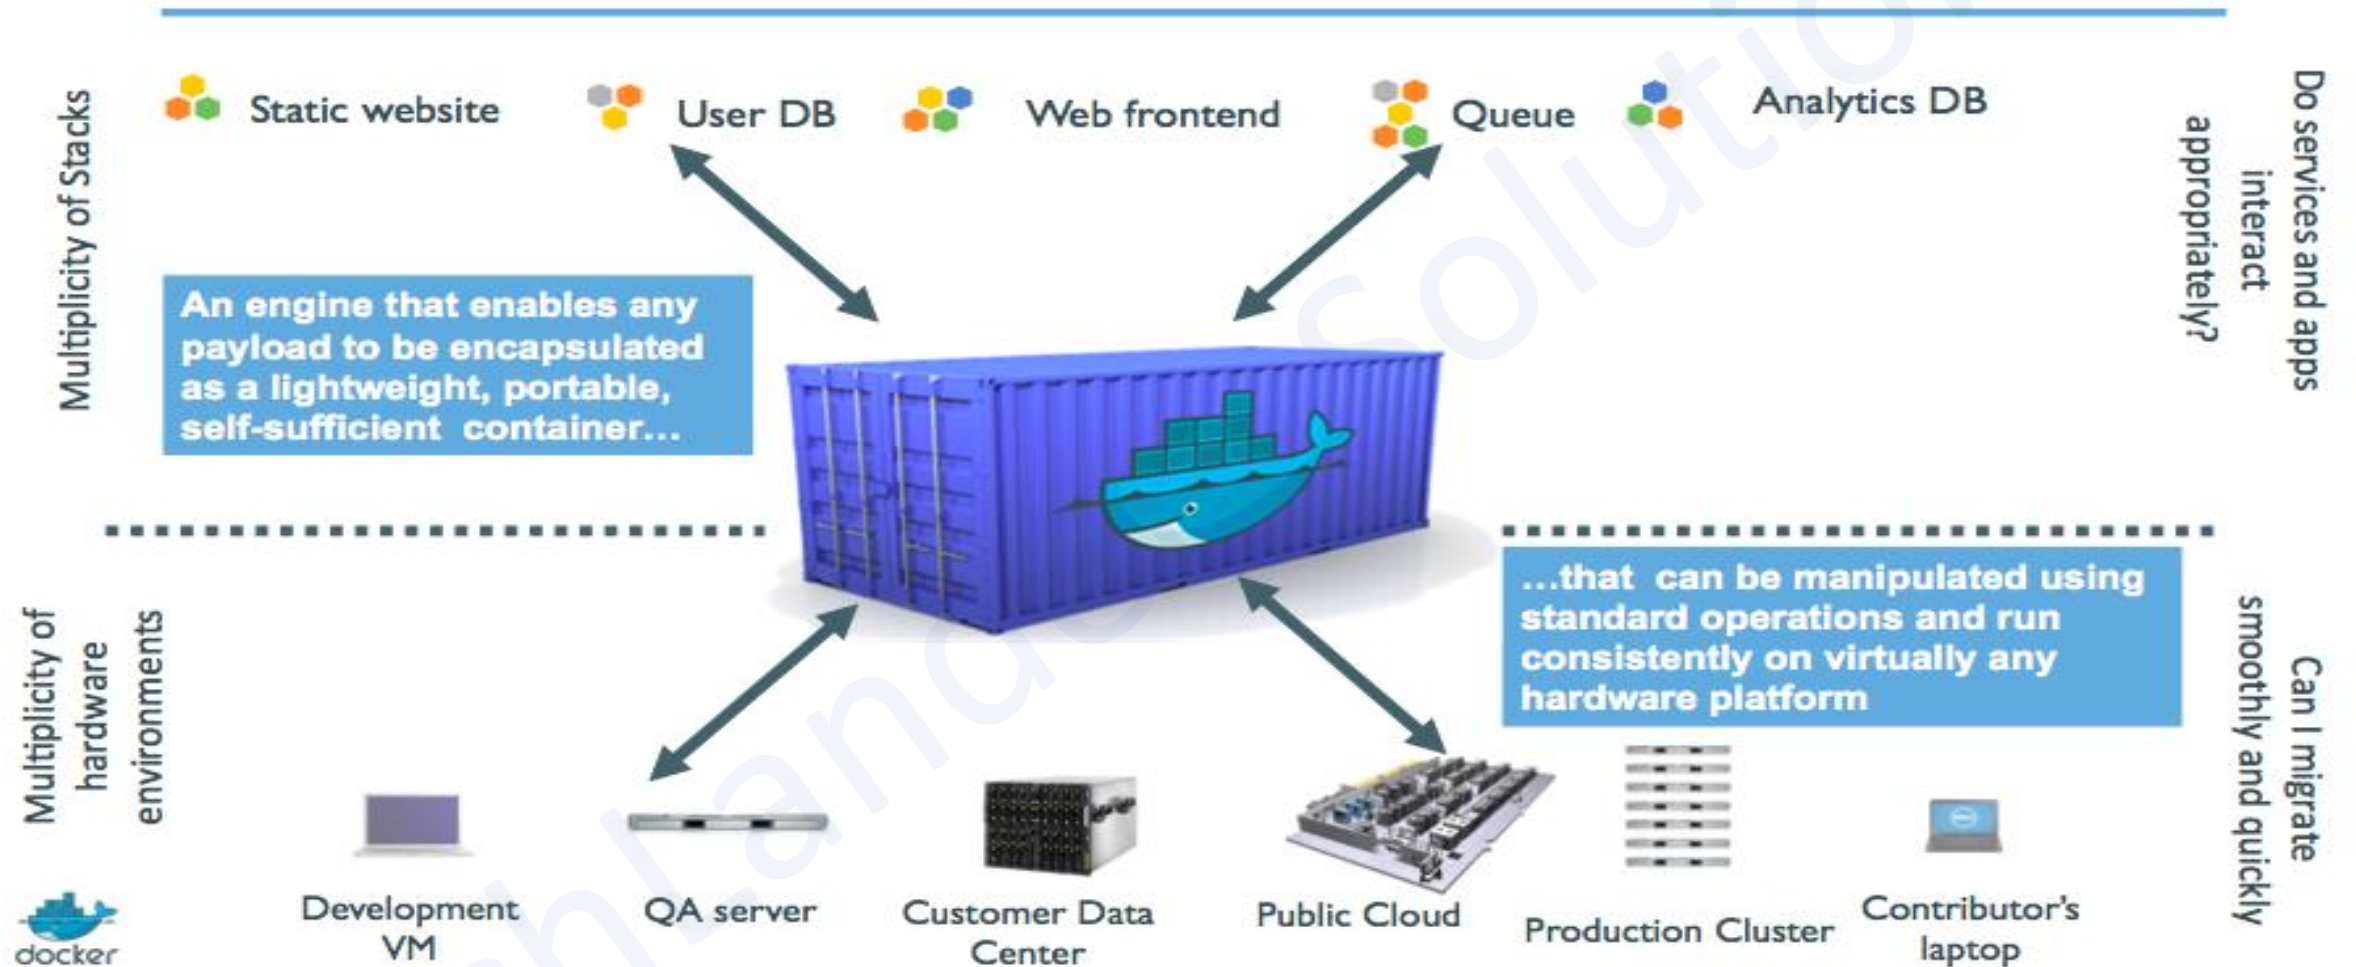 Multiplicity of Stacks
Static website
User DB
Web frontend
Queue
Analytics DB
Do services and apps
interact
appropriately?
An engine that enables any
payload to be encapsulated
as a lightweight, portable,
self-sufficient container...
...that can be manipulated using
standard operations and run
consistently on virtually any
hardware platform
Multiplicity of
hardware
environments
Can I migrate
smoothly and quickly
Development
VM
QA server
Customer Data
Center
Public Cloud
Production Cluster
Contributor's
laptop
docker